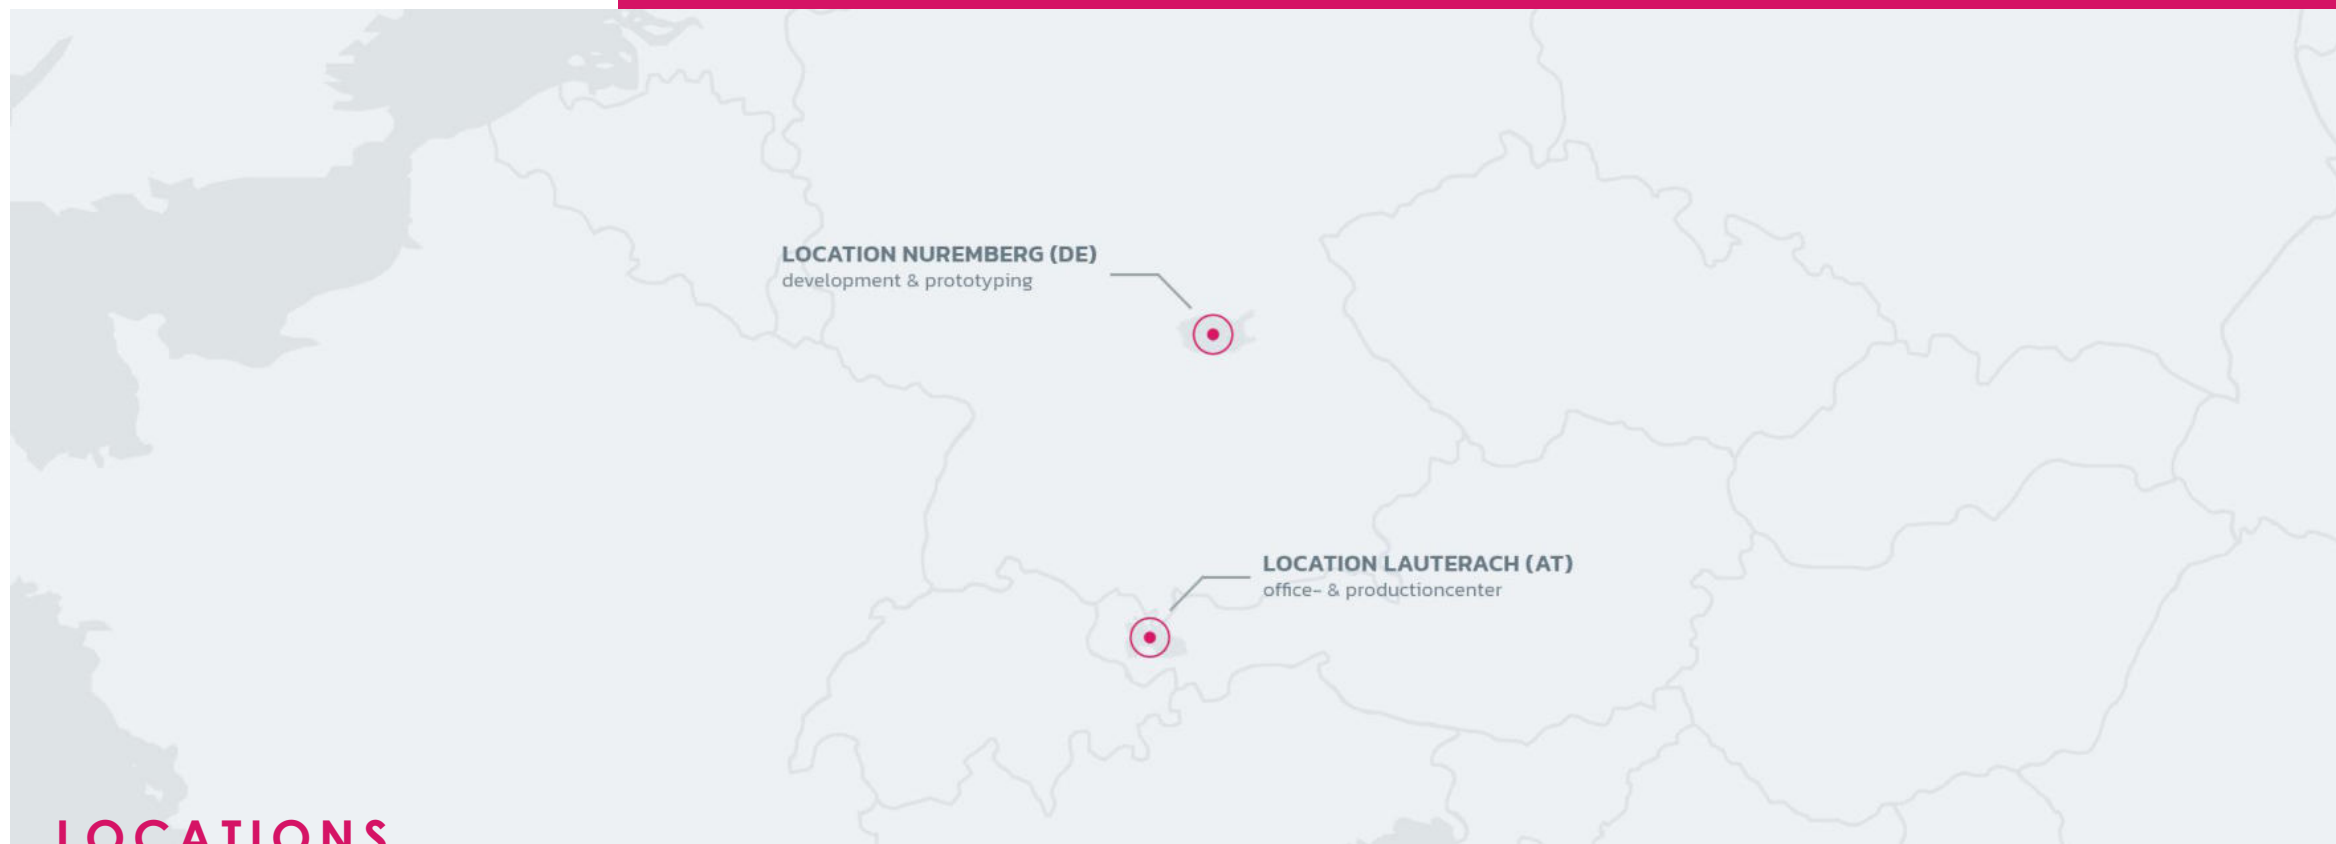 LOCATION NUREMBERG (DE)
development & prototyping
LOCATION LAUTERACH (AT)
office- & productioncenter
LOCATIONS